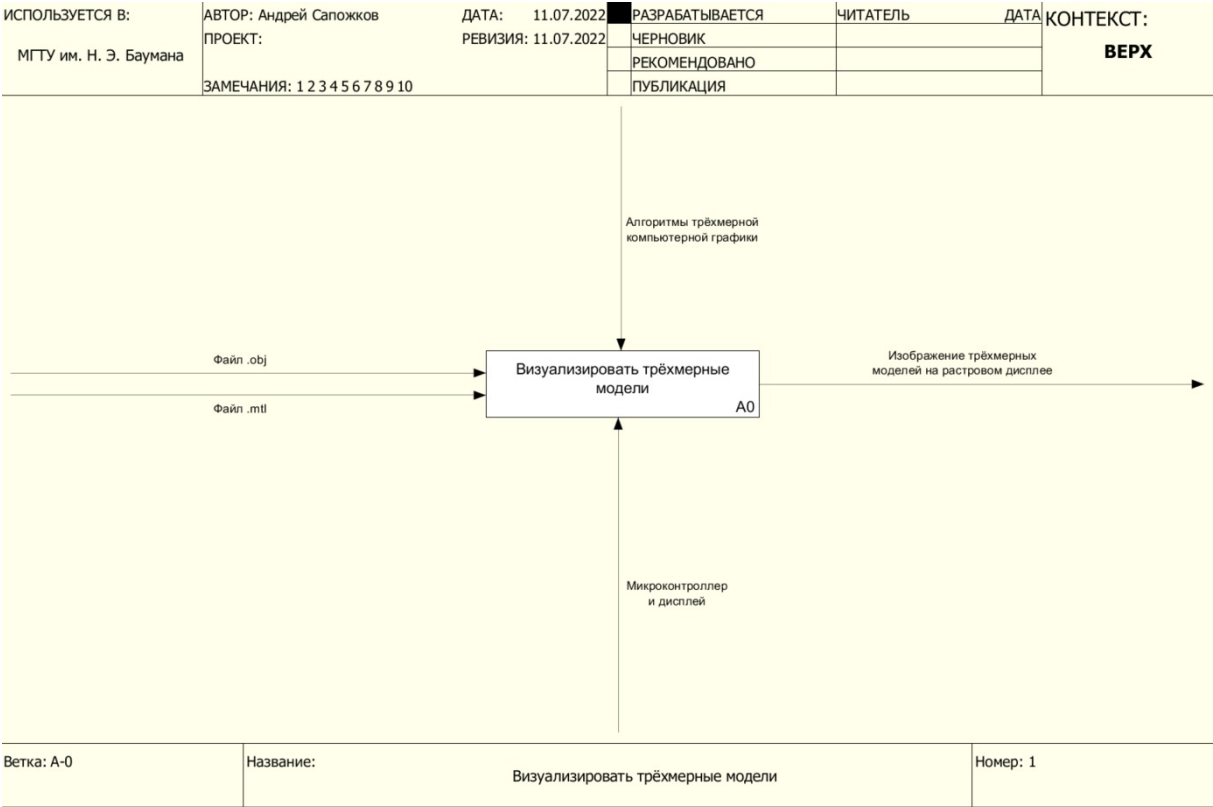 ИСПОЛЬЗУЕТСЯ В:
МГТУ им. Н. Э. Баумана
АВТОР: Андрей Сапожков
ДАТА: 11.07.2022
ПРОЕКТ:
РЕВИЗИЯ: 11.07.2022
ЗАМЕЧАНИЯ: 1 2 3 4 5 6 7 8 9 10
РАЗРАБАТЫВАЕТСЯ
ЧЕРНОВИК
РЕКОМЕНДОВАНО
ПУБЛИКАЦИЯ
ЧИТАТЕЛЬ
ДАТА
КОНТЕКСТ:
ВЕРХ
Алгоритмы трёхмерной
компьютерной графики
Файл .obj
Файл .mtl
Визуализировать трёхмерные
модели
A0
Изображение трёхмерных
моделей на растровом дисплее
Микроконтроллер
и дисплей
Ветка: A-0
Название:
Визуализировать трёхмерные модели
Номер: 1